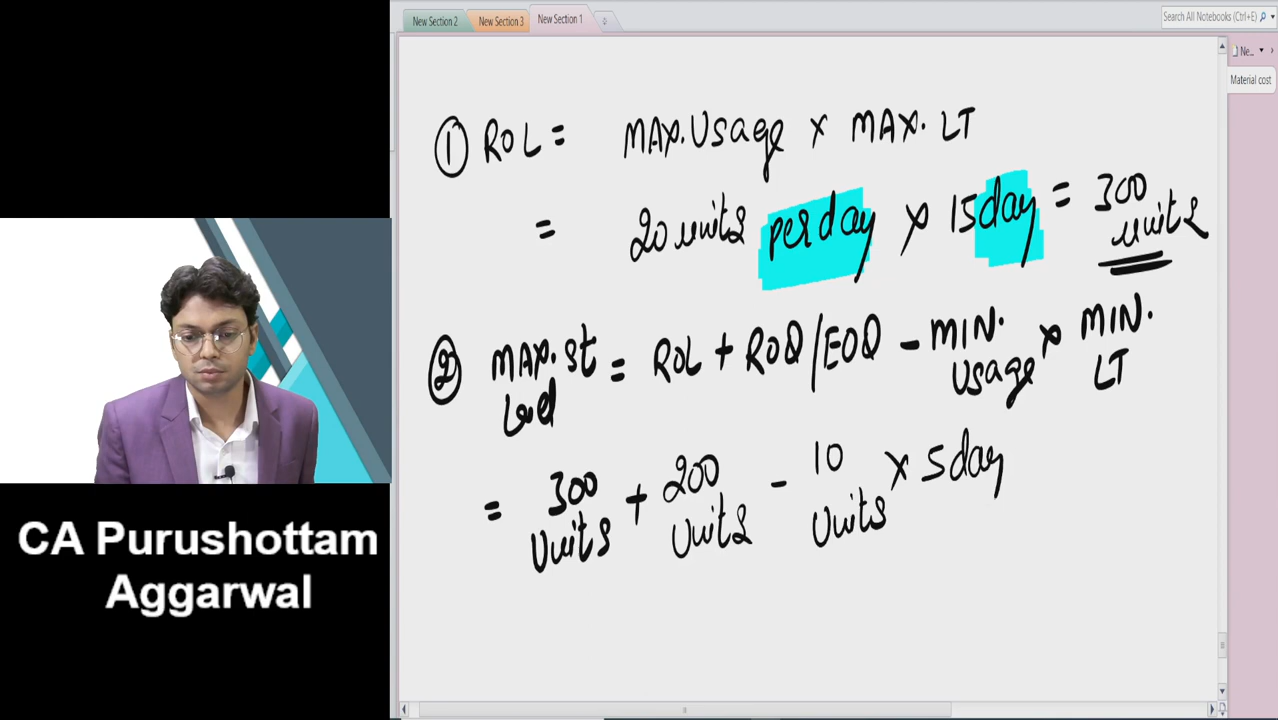 New Section 2
New Section 3
New Section 1
Search All Notebooks (Ctrl+E)
Ne...
Material cost
① ROL = MAX. Usage × MAX. LT
= 20 units per day × 15 day = 300 units
② MAX. St Level = ROL + ROQ/EOQ - MIN. Usage × MIN. LT
= 300 Units + 200 Units - 10 Units × 5 day
CA Purushottam
Aggarwal